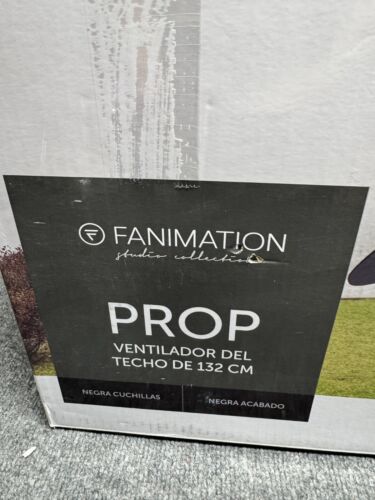 FANIMATION
studio collection
PROP
VENTILADOR DEL
TECHO DE 132 CM
NEGRA CUCHILLAS
NEGRA ACABADO